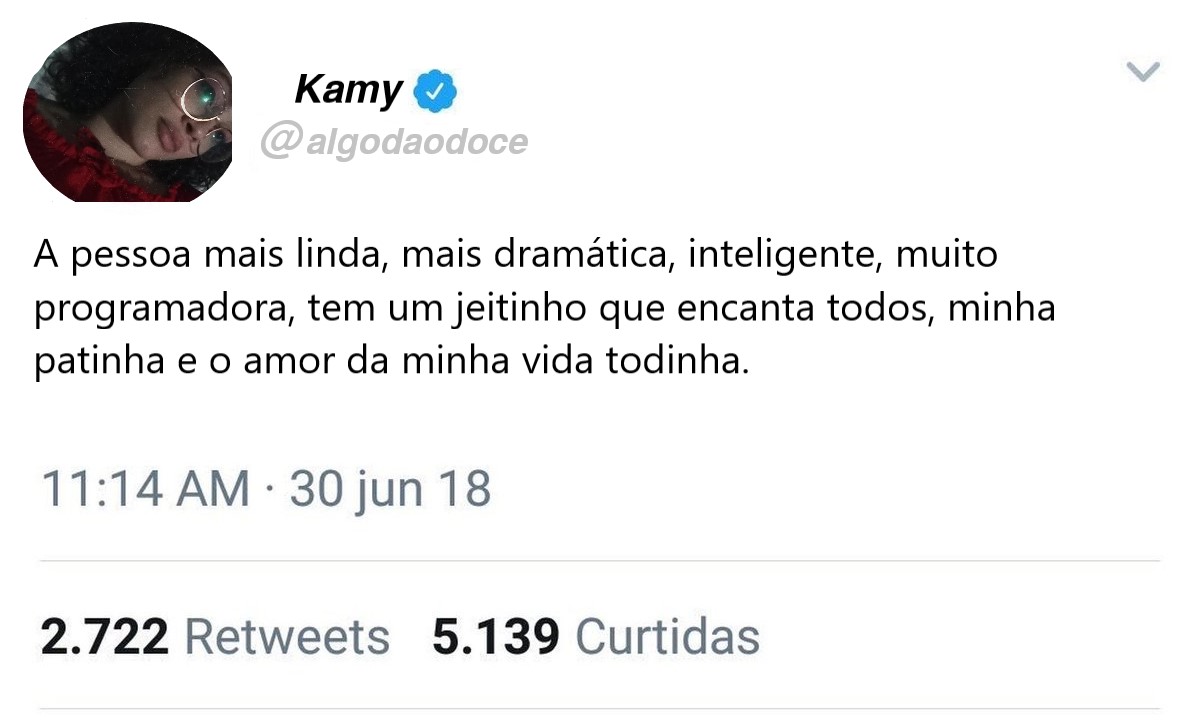 Kamy
@algodaodoce
A pessoa mais linda, mais dramática, inteligente, muito
programadora, tem um jeitinho que encanta todos, minha
patinha e o amor da minha vida todinha.
11:14 AM · 30 jun 18
2.722 Retweets 5.139 Curtidas